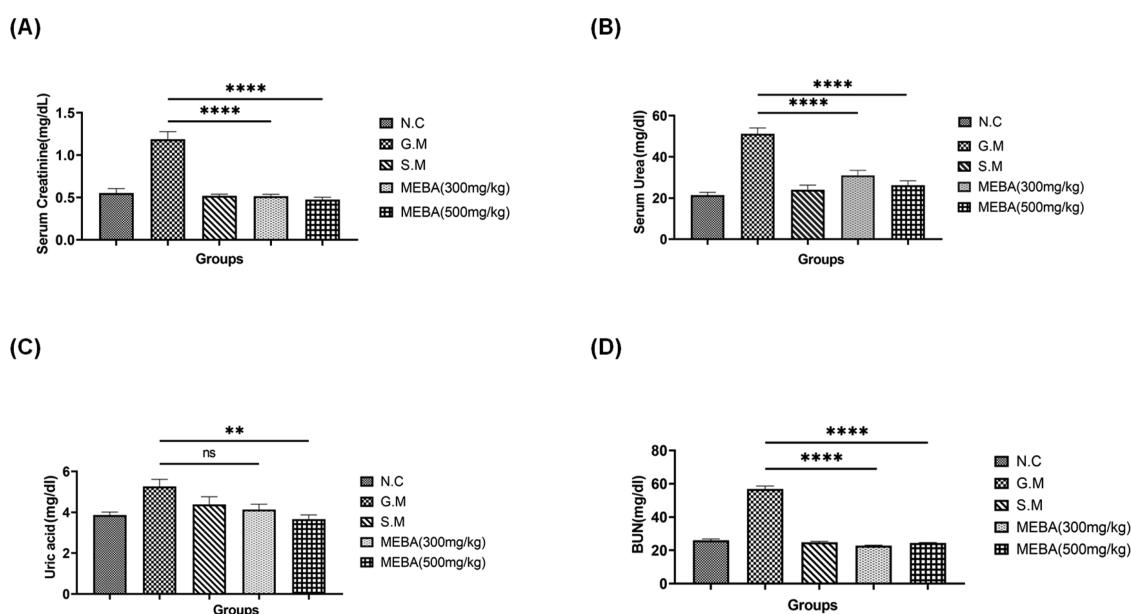 (A)
****
****
Serum Creatinine(mg/dL)
1.5
1.0
0.5
0.0
Groups
N.C
G.M
S.M
MEBA(300mg/kg)
MEBA(500mg/kg)
(B)
****
****
Serum Urea(mg/dl)
60
40
20
0
Groups
N.C
G.M
S.M
MEBA(300mg/kg)
MEBA(500mg/kg)
(C)
**
ns
Uric acid(mg/dl)
6
4
2
0
Groups
N.C
G.M
S.M
MEBA(300mg/kg)
MEBA(500mg/kg)
(D)
****
****
BUN(mg/dl)
80
60
40
20
0
Groups
N.C
G.M
S.M
MEBA(300mg/kg)
MEBA(500mg/kg)